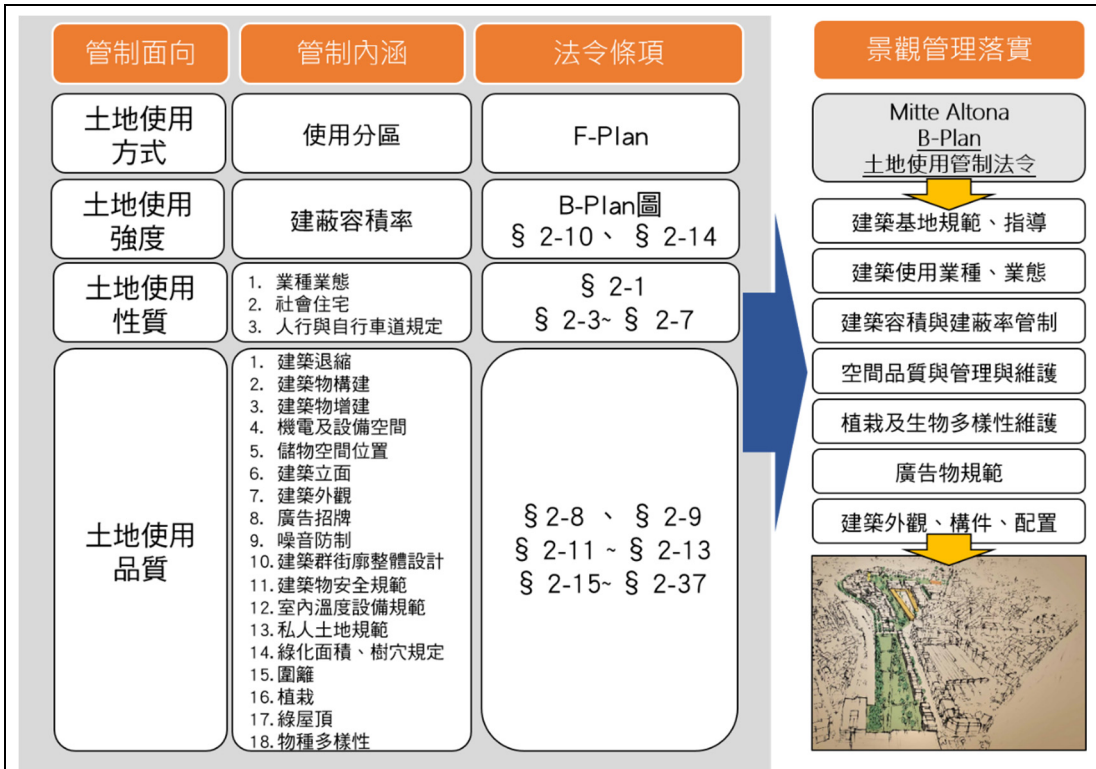 管制面向
管制內涵
法令條項
土地使用
方式
使用分區
F-Plan
土地使用
強度
建蔽容積率
B-Plan圖
§ 2-10、 § 2-14
土地使用
性質
1. 業種業態
2. 社會住宅
3. 人行與自行車道規定
§ 2-1
§ 2-3~ § 2-7
土地使用
品質
1. 建築退縮
2. 建築物構建
3. 建築物增建
4. 機電及設備空間
5. 儲物空間位置
6. 建築立面
7. 建築外觀
8. 廣告招牌
9. 噪音防制
10. 建築群街廓整體設計
11. 建築物安全規範
12. 室內溫度設備規範
13. 私人土地規範
14. 綠化面積、樹穴規定
15. 圍籬
16. 植栽
17. 綠屋頂
18. 物種多樣性
§2-8 、 § 2-9
§ 2-11 ~ § 2-13
§ 2-15~ § 2-37
景觀管理落實
Mitte Altona
B-Plan
土地使用管制法令
建築基地規範、指導
建築使用業種、業態
建築容積與建蔽率管制
空間品質與管理與維護
植栽及生物多樣性維護
廣告物規範
建築外觀、構件、配置